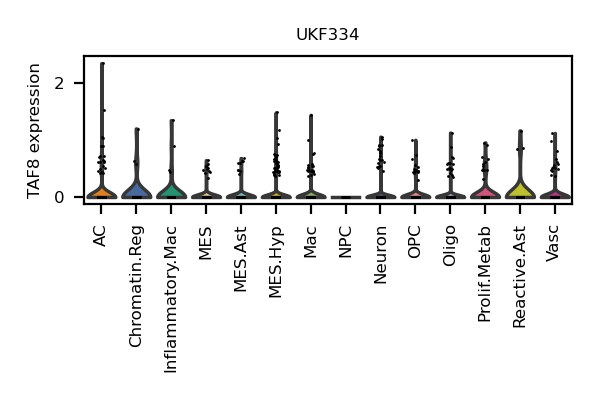 UKF334
TAF8 expression
2
0
AC
Chromatin.Reg
Inflammatory.Mac
MES
MES.Ast
MES.Hyp
Mac
NPC
Neuron
OPC
Oligo
Prolif.Metab
Reactive.Ast
Vasc